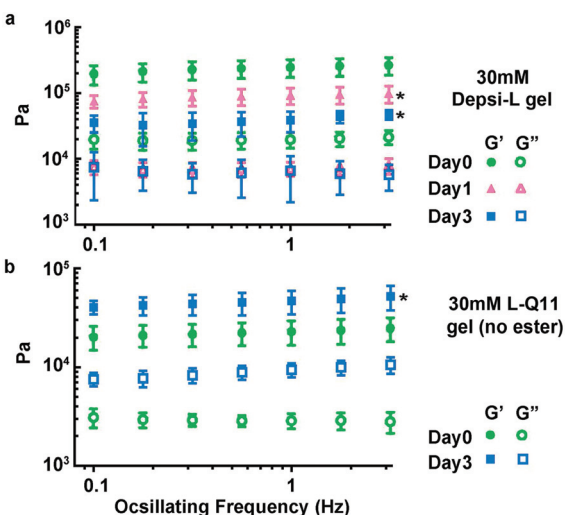 a
10⁶
10⁵
10⁴
10³
Pa
0.1
1
*
*
30mM
Depsi-L gel
G' G"
Day0
Day1
Day3
b
10⁵
10⁴
10³
Pa
0.1
1
*
30mM L-Q11
gel (no ester)
G' G"
Day0
Day3
Ocsillating Frequency (Hz)